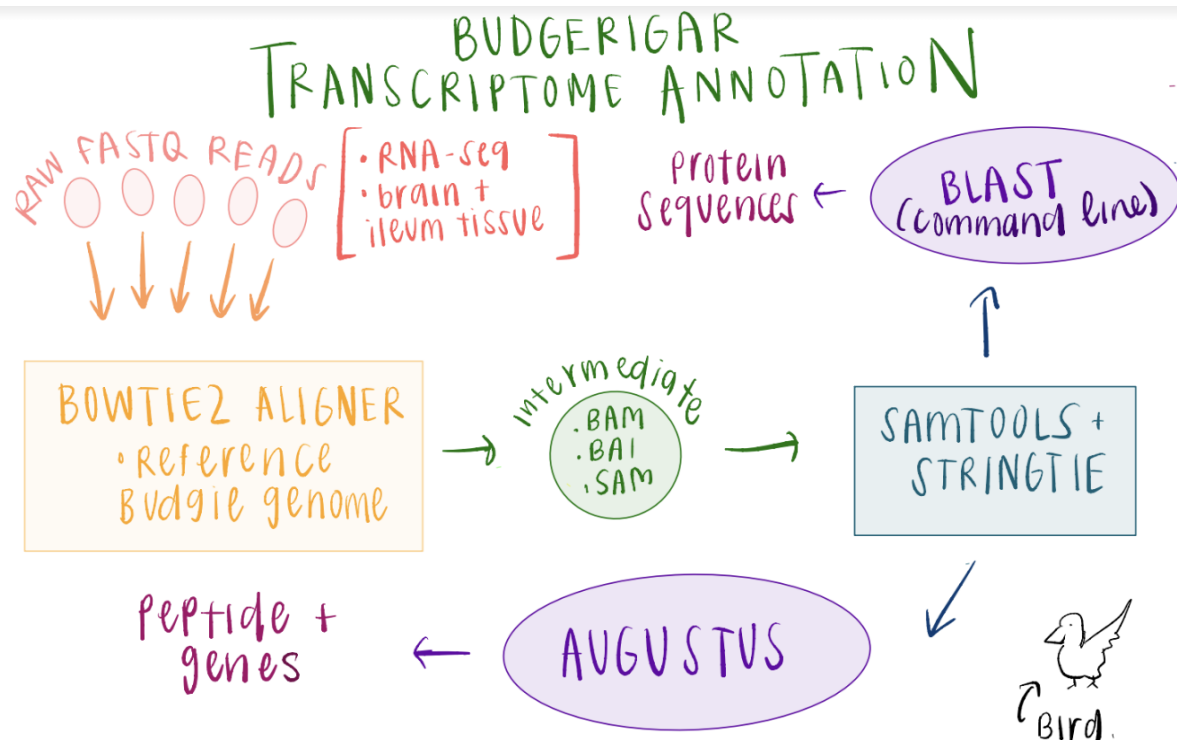 BUDGERIGAR
TRANSCRIPTOME ANNOTATION
RAW FASTQ READS
• RNA-seq
• brain +
ileum tissue
Protein
sequences
BLAST
(command line)
BOWTIE2 ALIGNER
• Reference
Budgie genome
Intermediate
.BAM
.BAI
.SAM
SAMTOOLS +
STRINGTIE
Peptide +
genes
AUGUSTUS
Bird.